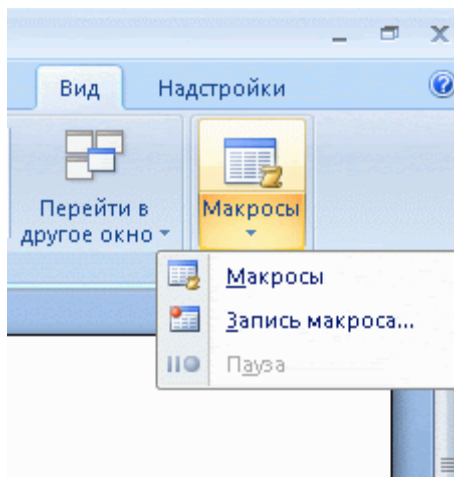 Вид Надстройки
Перейти в
другое окно
Макросы
Макросы
Запись макроса...
Пауза